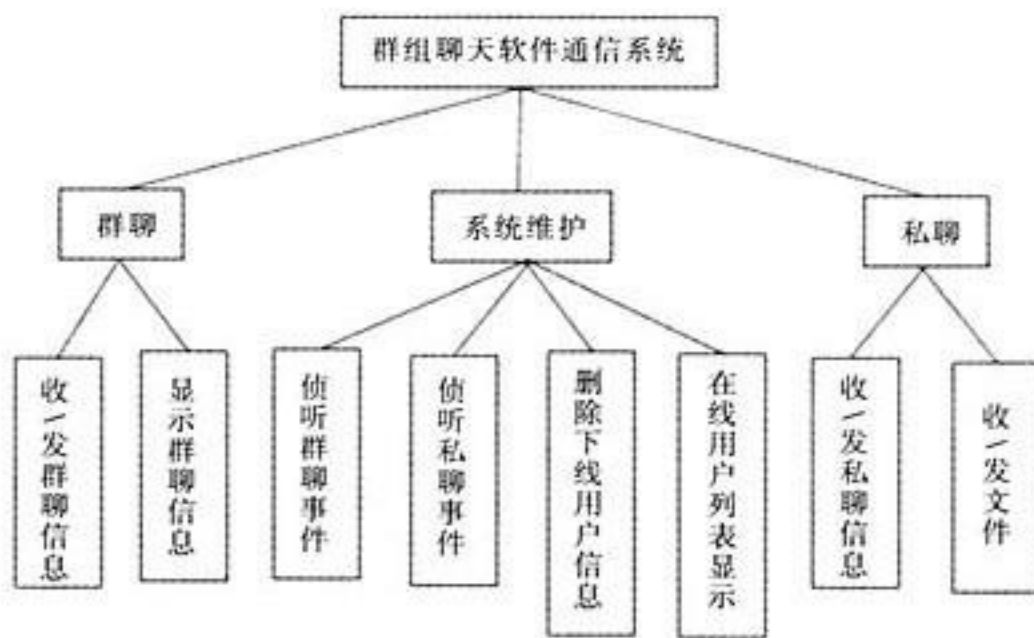 群组聊天软件通信系统
群聊
系统维护
私聊
收/发群聊信息
显示群聊信息
侦听群聊事件
侦听私聊事件
删除下线用户信息
在线用户列表显示
收/发私聊信息
收/发文件